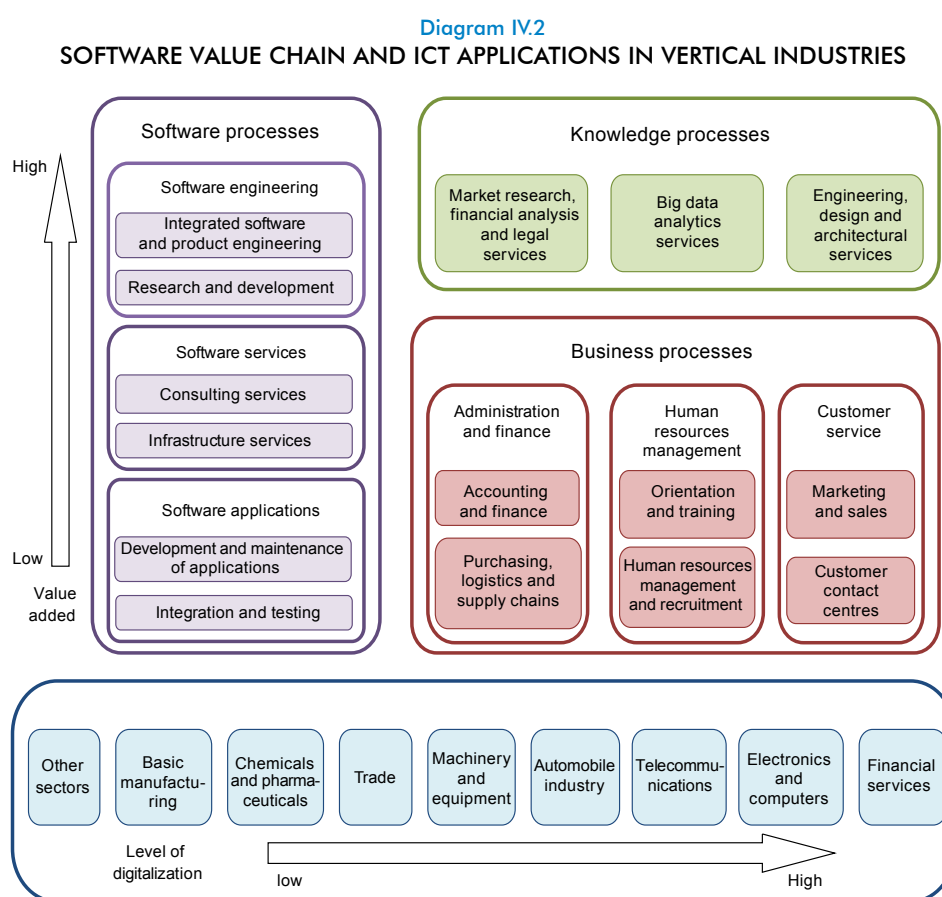 Diagram IV.2
SOFTWARE VALUE CHAIN AND ICT APPLICATIONS IN VERTICAL INDUSTRIES
High
Low
Value
added
Software processes
Software engineering
Integrated software
and product engineering
Research and development
Software services
Consulting services
Infrastructure services
Software applications
Development and maintenance
of applications
Integration and testing
Knowledge processes
Market research,
financial analysis
and legal
services
Big data
analytics
services
Engineering,
design and
architectural
services
Business processes
Administration
and finance
Accounting
and finance
Purchasing,
logistics and
supply chains
Human
resources
management
Orientation
and training
Human resources
management
and recruitment
Customer
service
Marketing
and sales
Customer
contact
centres
Other
sectors
Basic
manufactu-
ring
Chemicals
and pharma-
ceuticals
Trade
Machinery
and
equipment
Automobile
industry
Telecommu-
nications
Electronics
and
computers
Financial
services
Level of
digitalization
low
High